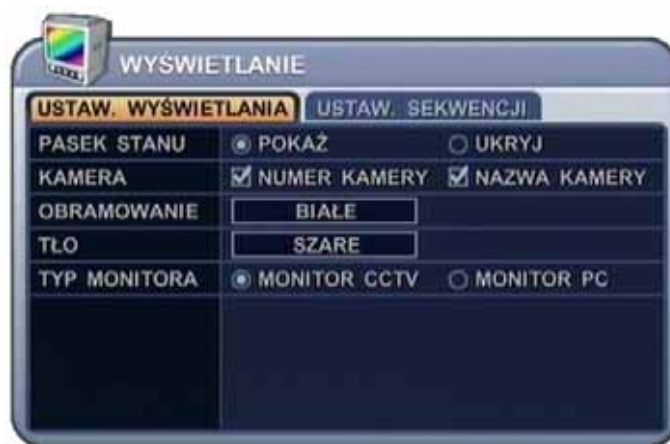 WYŚWIETLANIE
USTAW. WYŚWIETLANIA USTAW. SEKWENCJI
PASEK STANU POKAŻ UKRYJ
KAMERA NUMER KAMERY NAZWA KAMERY
OBRAMOWANIE BIAŁE
TŁO SZARE
TYP MONITORA MONITOR CCTV MONITOR PC